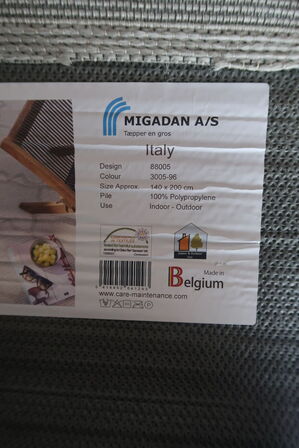 MIGADAN A/S
Tæpper en gros
Italy
Design 88005
Colour 3005-96
Size Approx. 140 x 200 cm
Pile 100% Polypropylene
Use Indoor - Outdoor
Made in
Belgium
www.care-maintenance.com